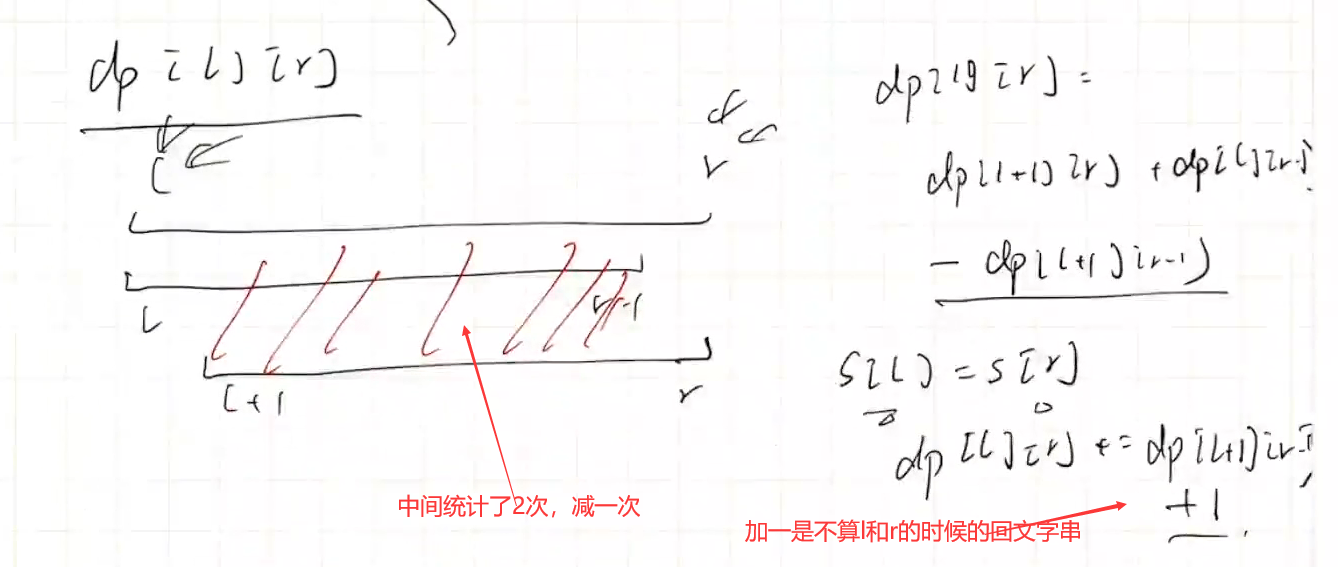 dp[l][r]
l
r
l
r-1
l+1
r
中间统计了2次，减一次
dp[l][r] =
dp[l+1][r] + dp[l][r-1]
- dp[l+1][r-1]
s[l] = s[r]
dp[l][r] += dp[l+1][r-1]
+1
加一是不算l和r的时候的回文字串